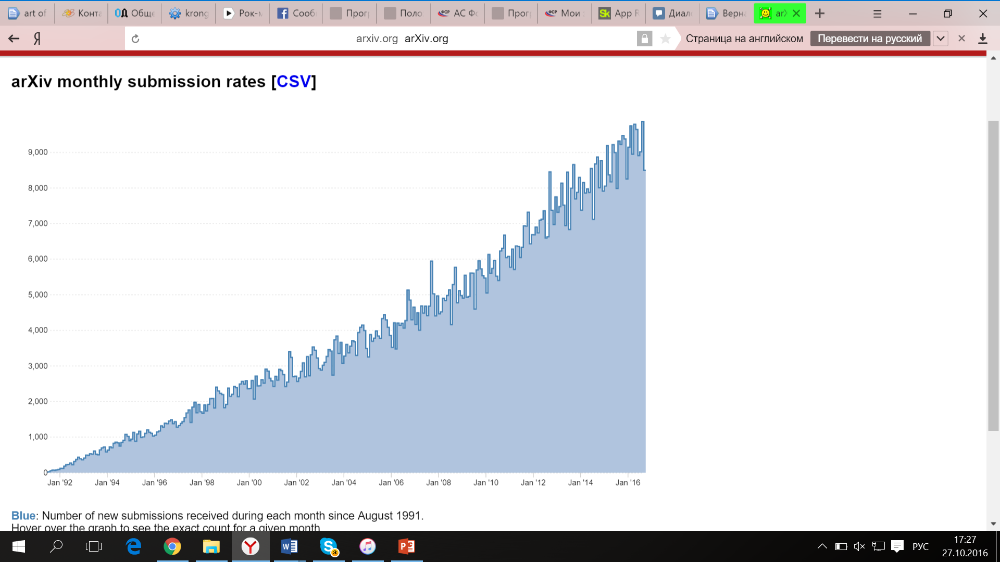 art of
Конта
Обще
krong
Рок-м
Сооб
Прог
Поло
АС Фо
Прог
Мои
App R
Диал
Верна
arX
Я
arxiv.org arXiv.org
Страница на английском
Перевести на русский
arXiv monthly submission rates [CSV]
9,000
8,000
7,000
6,000
5,000
4,000
3,000
2,000
1,000
0
Jan '92 Jan '94 Jan '96 Jan '98 Jan '00 Jan '02 Jan '04 Jan '06 Jan '08 Jan '10 Jan '12 Jan '14 Jan '16
Blue: Number of new submissions received during each month since August 1991.
Hover over the graph to see the exact count for a given month
3
РУС
17:27
27.10.2016